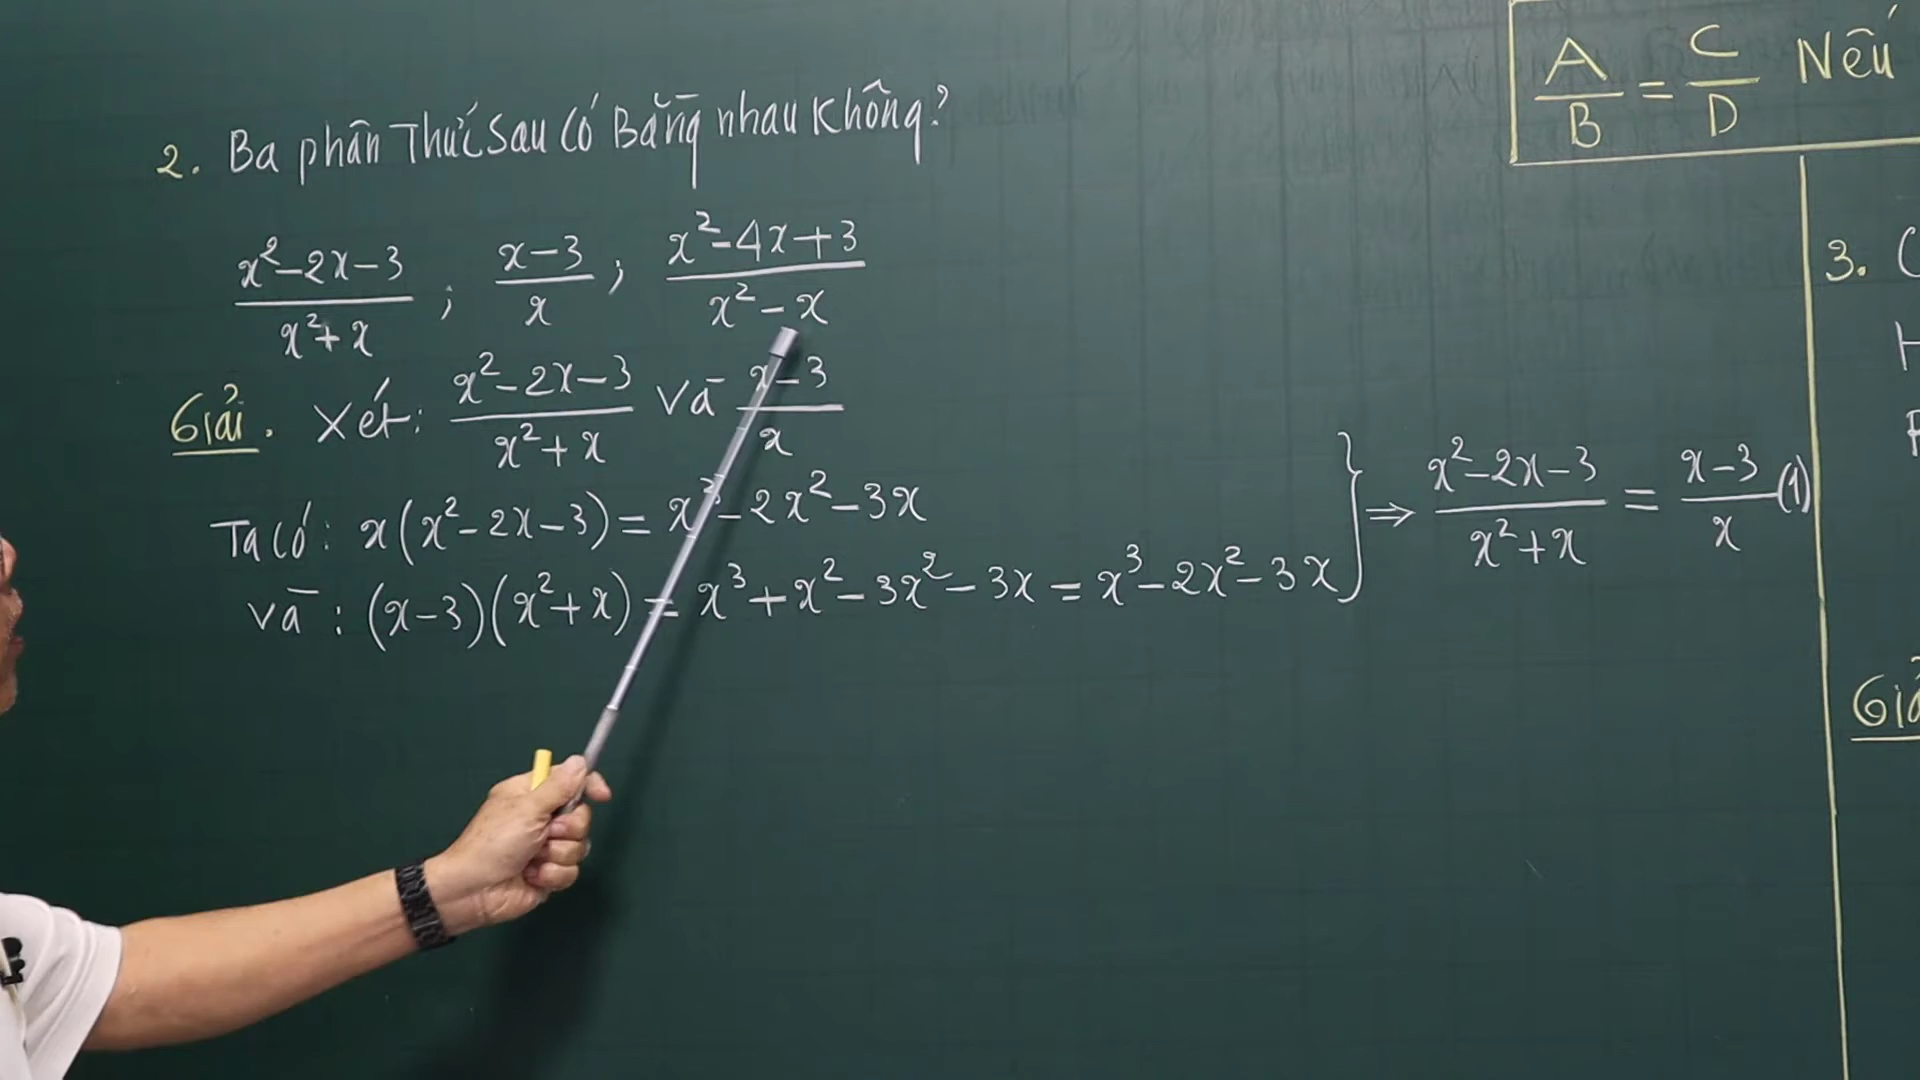 2. Ba phân Thức Sau Có Bằng nhau Không?
x²-2x-3/x²+x ; x-3/x ; x²-4x+3/x²-x
Giải. Xét: x²-2x-3/x²+x và x-3/x
Ta có: x(x²-2x-3) = x³-2x²-3x
và: (x-3)(x²+x) = x³+x²-3x²-3x = x³-2x²-3x
} ⇒ x²-2x-3/x²+x = x-3/x (1)
A/B = C/D Nếu
3.
Giả